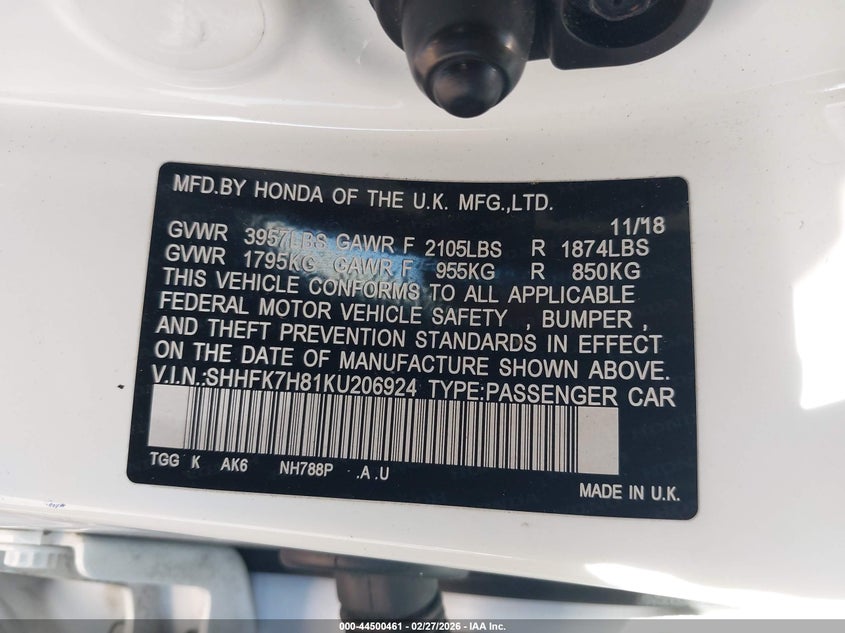 MFD.BY HONDA OF THE U.K. MFG.,LTD.
11/'18
GVWR 3957LBS GAWR F 2105LBS R 1874LBS
GVWR 1795KG GAWR F 955KG R 850KG
THIS VEHICLE CONFORMS TO ALL APPLICABLE
FEDERAL MOTOR VEHICLE SAFETY , BUMPER ,
AND THEFT PREVENTION STANDARDS IN EFFECT
ON THE DATE OF MANUFACTURE SHOWN ABOVE.
V.I.N.:SHHFK7H81KU206924 TYPE:PASSENGER CAR
TGG K AK6 NH788P .A .U
MADE IN U.K.
000-44500461 - 02/27/2026 - IAA Inc.